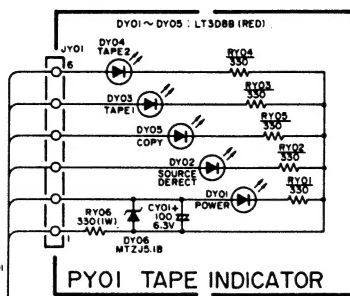 DY01~DY05 : LT3D8B (RED)
JY01
6
DY04
TAPE2
RY04
330
DY03
TAPE1
RY03
330
DY05
COPY
RY05
330
DY02
SOURCE
DERECT
RY02
330
DY01
POWER
RY01
330
RY06
330(1W)
CY01+
100
6.3V
1
DY06
MTZJ5.1B
PY01 TAPE INDICATOR